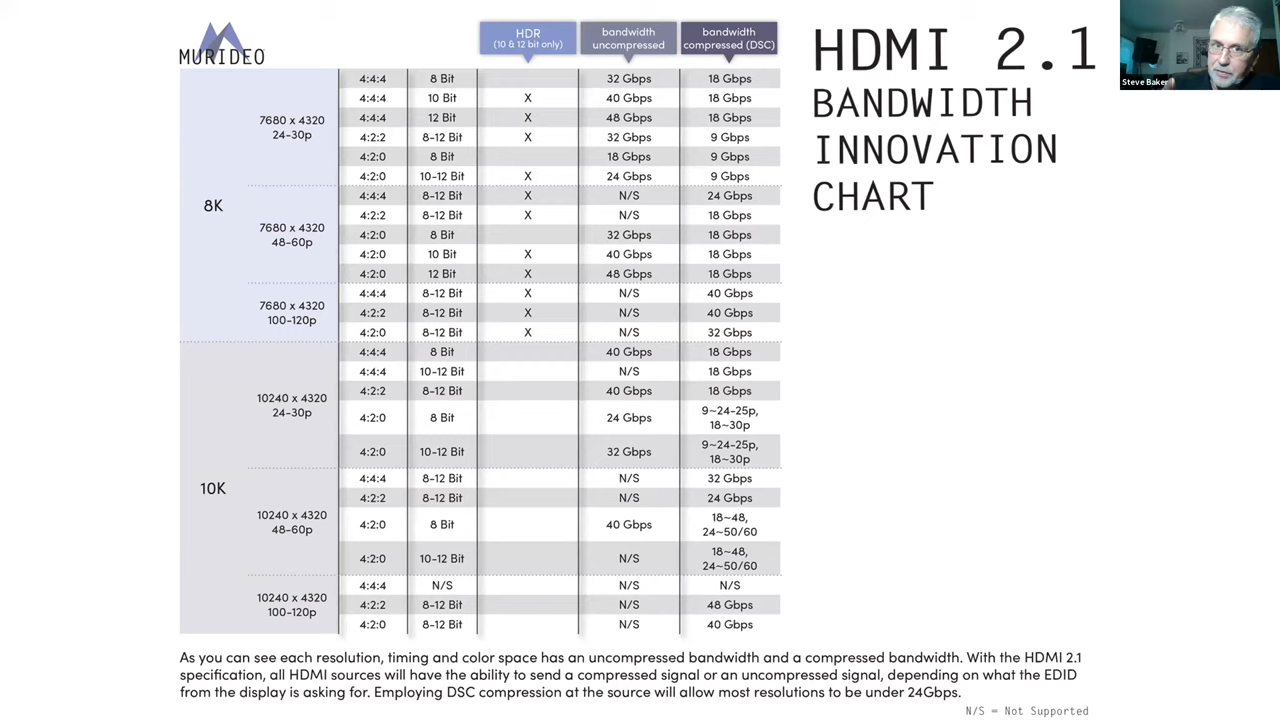 MURIDEO
HDR (10 & 12 bit only) bandwidth uncompressed bandwidth compressed (DSC)
HDMI 2.1
BANDWIDTH
INNOVATION
CHART
Steve Baker
8K
7680 x 4320 24-30p
4:4:4 8 Bit 32 Gbps 18 Gbps
4:4:4 10 Bit X 40 Gbps 18 Gbps
4:4:4 12 Bit X 48 Gbps 18 Gbps
4:2:2 8-12 Bit X 32 Gbps 9 Gbps
4:2:0 8 Bit 18 Gbps 9 Gbps
4:2:0 10-12 Bit X 24 Gbps 9 Gbps
7680 x 4320 48-60p
4:4:4 8-12 Bit X N/S 24 Gbps
4:2:2 8-12 Bit X N/S 18 Gbps
4:2:0 8 Bit 32 Gbps 18 Gbps
4:2:0 10 Bit X 40 Gbps 18 Gbps
4:2:0 12 Bit X 48 Gbps 18 Gbps
7680 x 4320 100-120p
4:4:4 8-12 Bit X N/S 40 Gbps
4:2:2 8-12 Bit X N/S 40 Gbps
4:2:0 8-12 Bit X N/S 32 Gbps
10K
10240 x 4320 24-30p
4:4:4 8 Bit 40 Gbps 18 Gbps
4:4:4 10-12 Bit N/S 18 Gbps
4:2:2 8-12 Bit 40 Gbps 18 Gbps
4:2:0 8 Bit 24 Gbps 9~24-25p, 18~30p
4:2:0 10-12 Bit 32 Gbps 9~24-25p, 18~30p
10240 x 4320 48-60p
4:4:4 8-12 Bit N/S 32 Gbps
4:2:2 8-12 Bit N/S 24 Gbps
4:2:0 8 Bit 40 Gbps 18~48, 24~50/60
4:2:0 10-12 Bit N/S 18~48, 24~50/60
10240 x 4320 100-120p
4:4:4 N/S N/S N/S
4:2:2 8-12 Bit N/S 48 Gbps
4:2:0 8-12 Bit N/S 40 Gbps
As you can see each resolution, timing and color space has an uncompressed bandwidth and a compressed bandwidth. With the HDMI 2.1
specification, all HDMI sources will have the ability to send a compressed signal or an uncompressed signal, depending on what the EDID
from the display is asking for. Employing DSC compression at the source will allow most resolutions to be under 24Gbps.
N/S = Not Supported